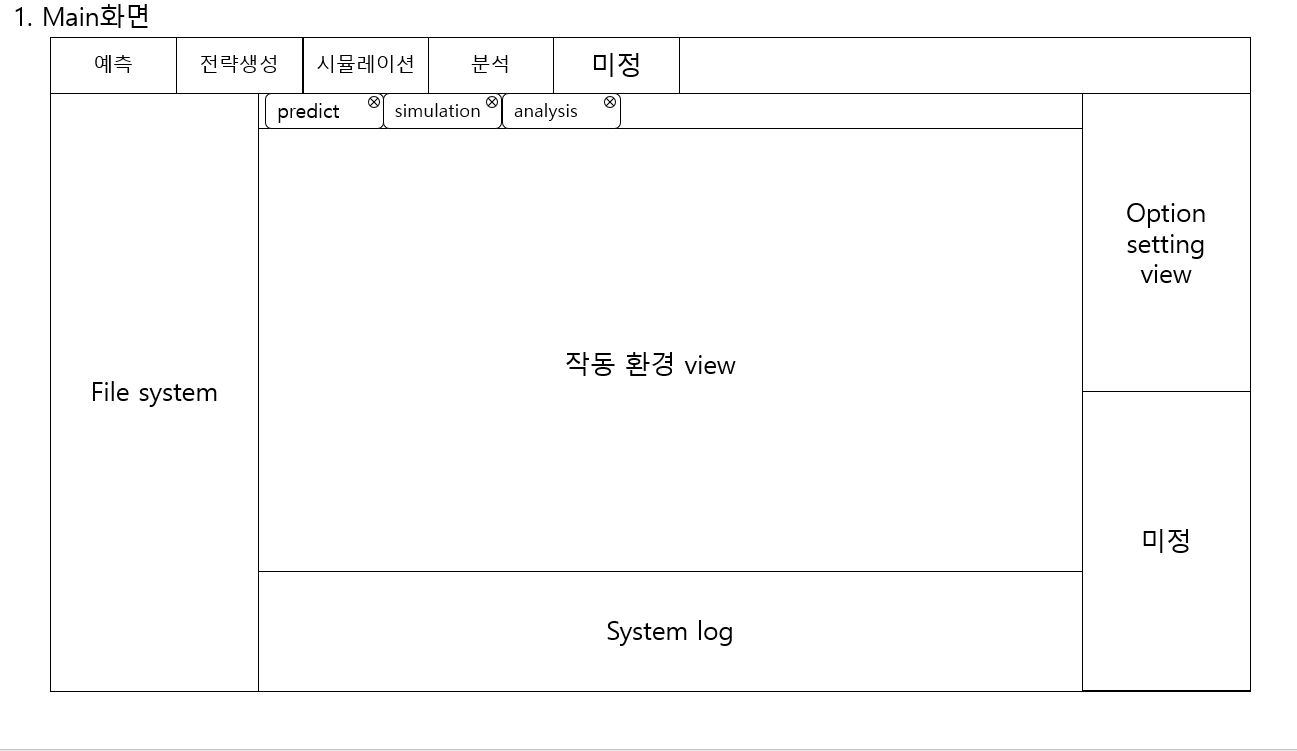 1. Main화면
예측
전략생성
시뮬레이션
분석
미정
predict
simulation
analysis
Option
setting
view
작동 환경 view
File system
미정
System log